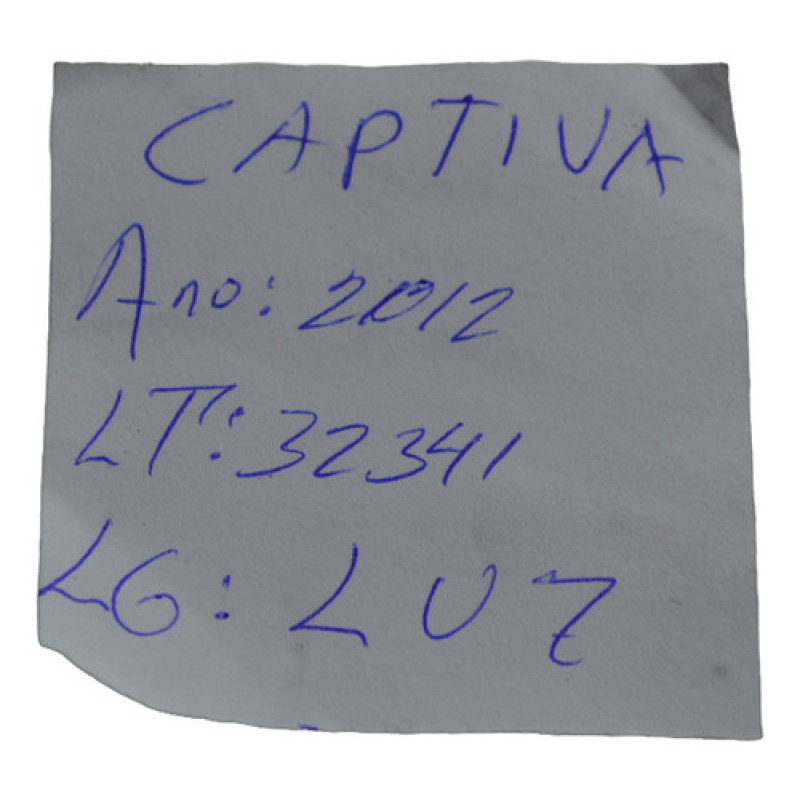 CAPTIVA
Ano: 2012
LT: 32341
LG: LUZ